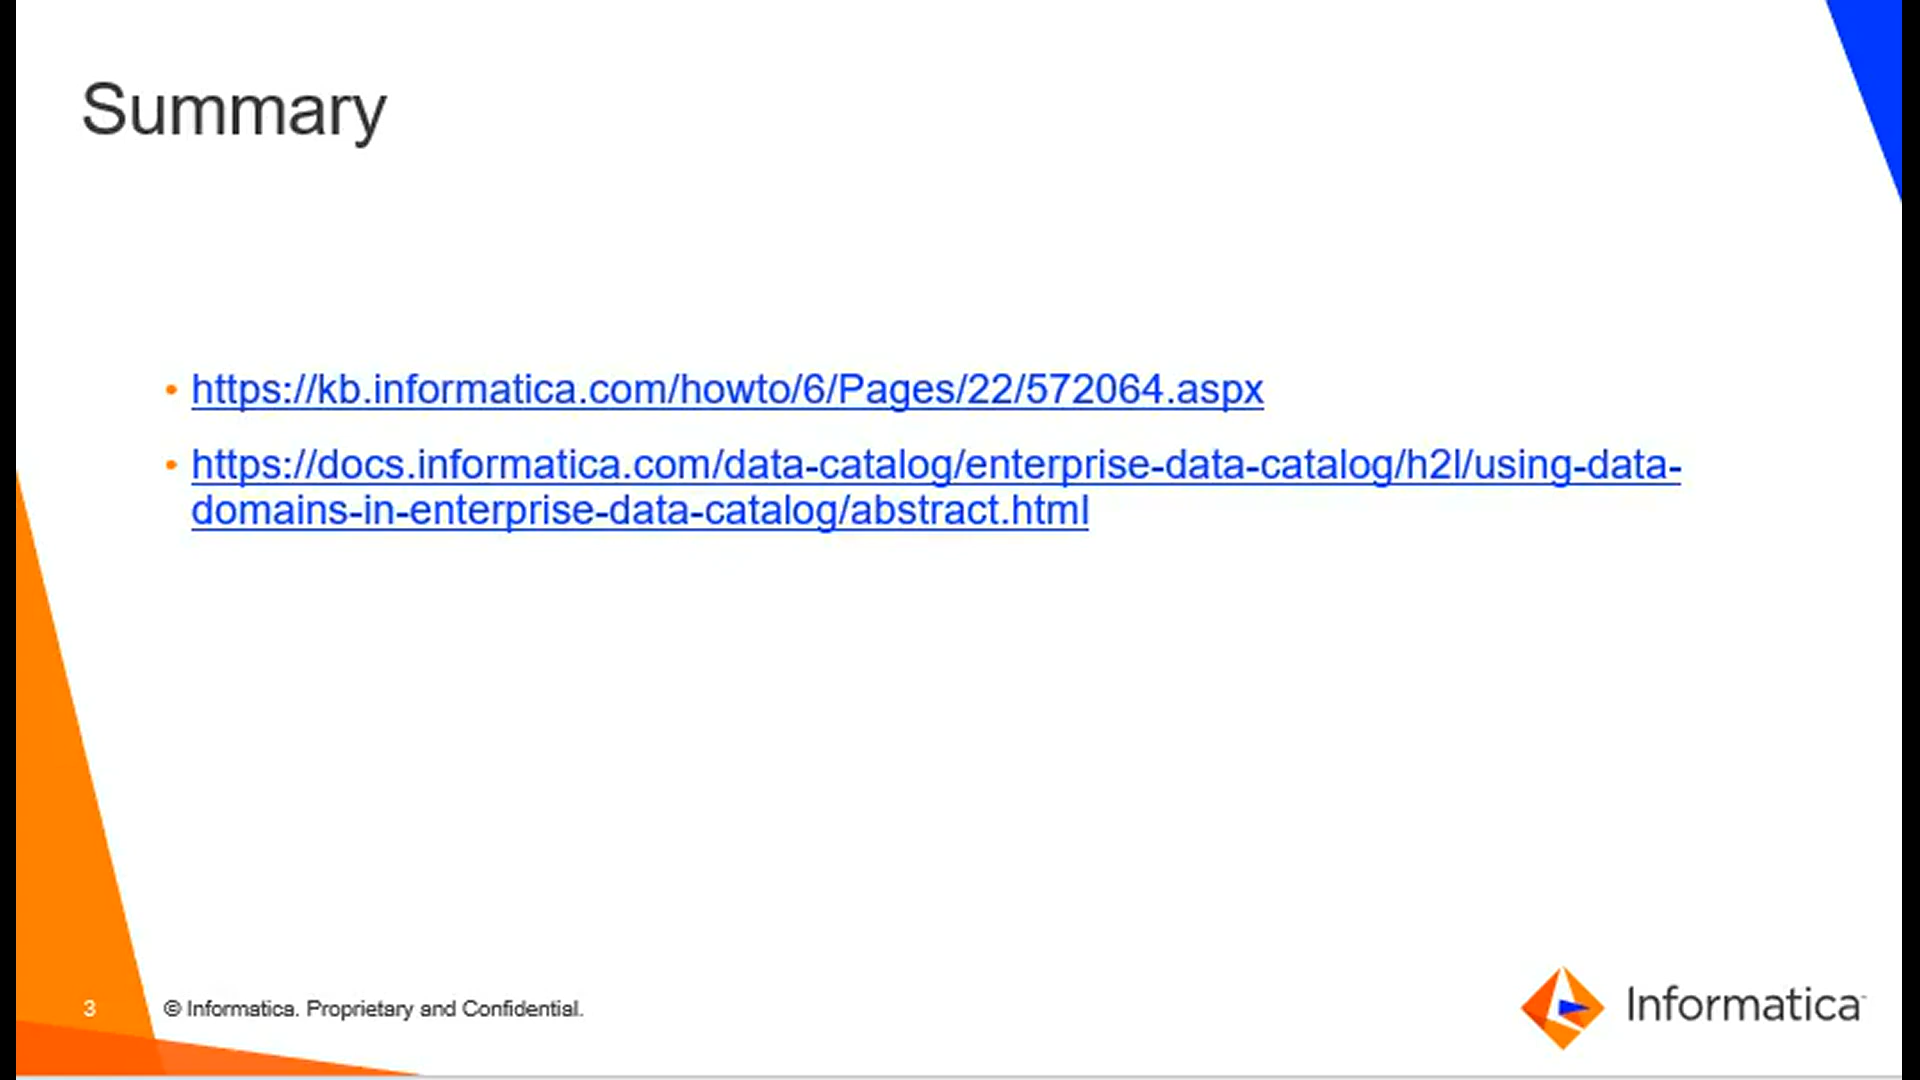 Summary
• https://kb.informatica.com/howto/6/Pages/22/572064.aspx
• https://docs.informatica.com/data-catalog/enterprise-data-catalog/h2l/using-data-
domains-in-enterprise-data-catalog/abstract.html
3 © Informatica. Proprietary and Confidential.
Informatica